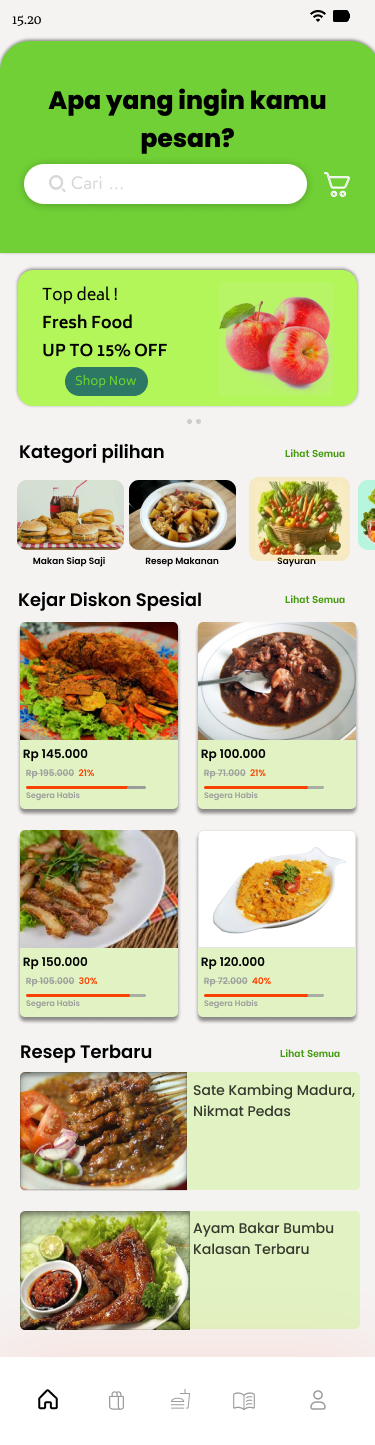 15.20
Apa yang ingin kamu
pesan?
Cari ...
Top deal !
Fresh Food
UP TO 15% OFF
Shop Now
Kategori pilihan
Lihat Semua
Makan Siap Saji
Resep Makanan
Sayuran
Kejar Diskon Spesial
Lihat Semua
Rp 145.000
Rp 195.000 21%
Segera Habis
Rp 100.000
Rp 71.000 21%
Segera Habis
Rp 150.000
Rp 105.000 30%
Segera Habis
Rp 120.000
Rp 72.000 40%
Segera Habis
Resep Terbaru
Lihat Semua
Sate Kambing Madura,
Nikmat Pedas
Ayam Bakar Bumbu
Kalasan Terbaru